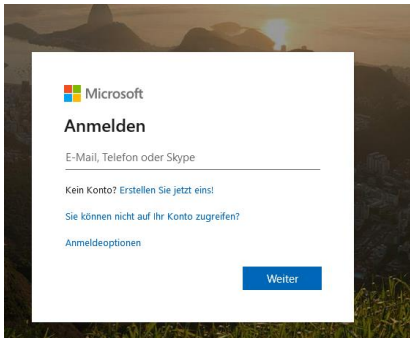 Microsoft
Anmelden
E-Mail, Telefon oder Skype
Kein Konto? Erstellen Sie jetzt eins!
Sie können nicht auf Ihr Konto zugreifen?
Anmeldeoptionen
Weiter